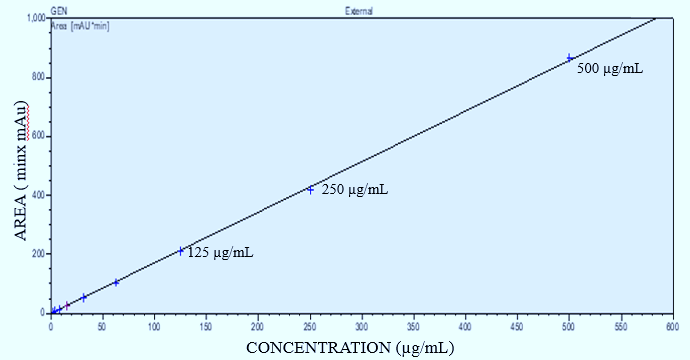 GEN
External
Area [mAU*min]
1,000
800
600
400
200
0
AREA ( minx mAu)
500 µg/mL
250 µg/mL
125 µg/mL
0 50 100 150 200 250 300 350 400 450 500 550 600
CONCENTRATION (µg/mL)